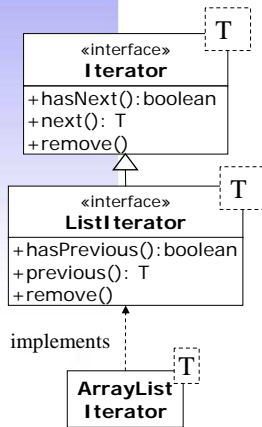 T
«interface»
Iterator
+hasNext():boolean
+next(): T
+remove()
T
«interface»
ListIterator
+hasPrevious():boolean
+previous(): T
+remove()
implements
T
ArrayList
Iterator